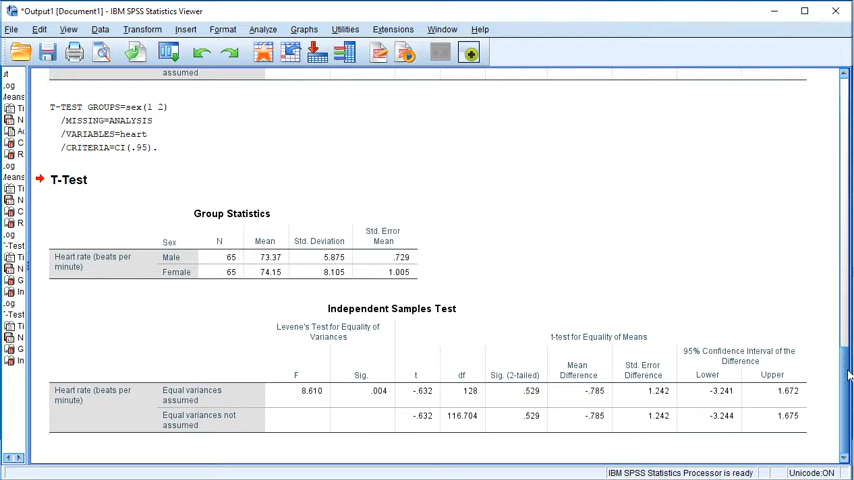 *Output1 [Document1] - IBM SPSS Statistics Viewer
File Edit View Data Transform Insert Format Analyze Graphs Utilities Extensions Window Help
assumed
T-TEST GROUPS=sex(1 2)
/MISSING=ANALYSIS
/VARIABLES=heart
/CRITERIA=CI(.95).
T-Test
Group Statistics
Sex N Mean Std. Deviation Std. Error Mean
Heart rate (beats per minute) Male 65 73.37 5.875 .729
Female 65 74.15 8.105 1.005
Independent Samples Test
Levene's Test for Equality of Variances t-test for Equality of Means
95% Confidence Interval of the Difference
F Sig. t df Sig. (2-tailed) Mean Difference Std. Error Difference Lower Upper
Heart rate (beats per minute) Equal variances assumed 8.610 .004 -.632 128 .529 -.785 1.242 -3.241 1.672
Equal variances not assumed -.632 116.704 .529 -.785 1.242 -3.244 1.675
IBM SPSS Statistics Processor is ready Unicode:ON